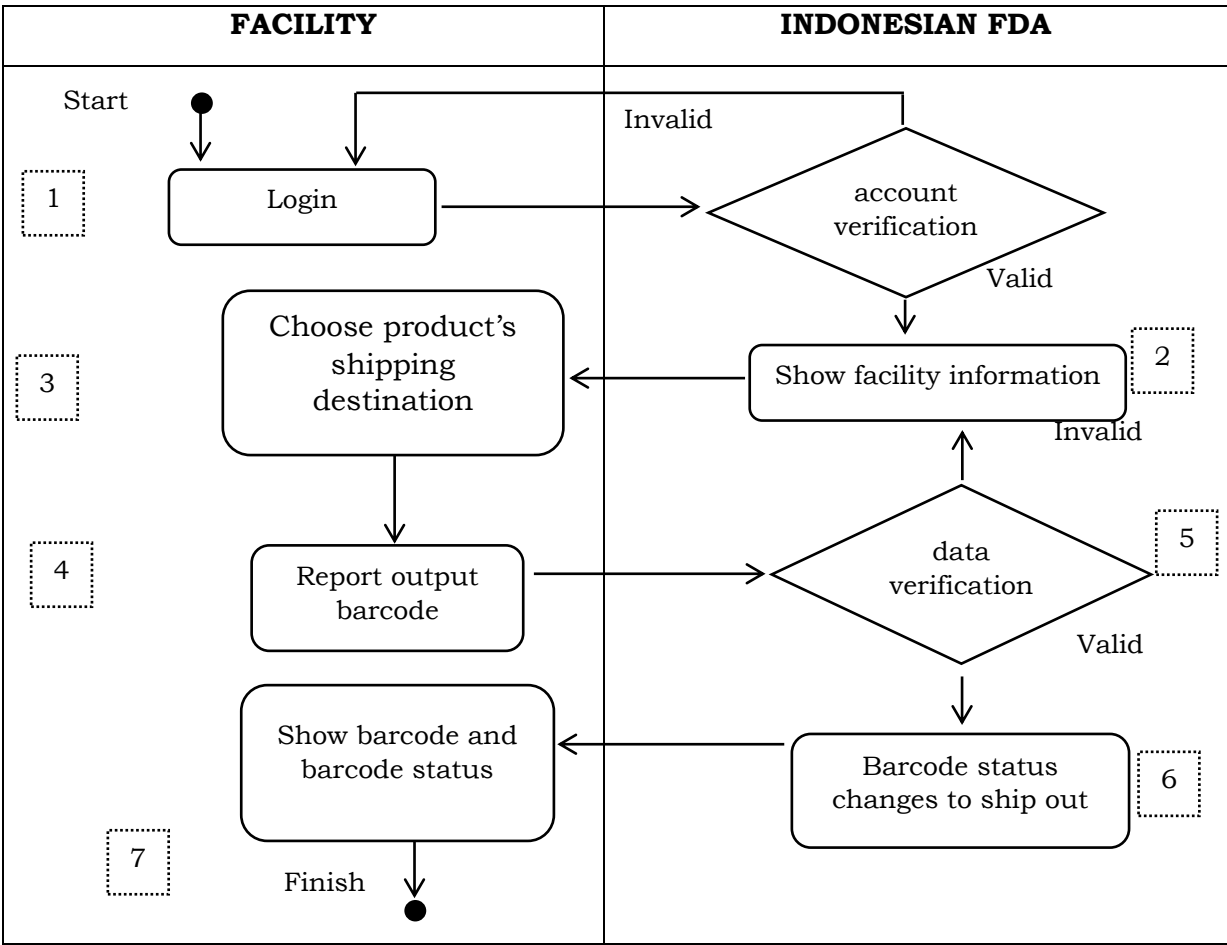 FACILITY
INDONESIAN FDA
Start
Invalid
1
Login
account
verification
Valid
3
Choose product’s
shipping
destination
Show facility information
2
Invalid
4
Report output
barcode
data
verification
5
Valid
Show barcode and
barcode status
Barcode status
changes to ship out
6
7
Finish